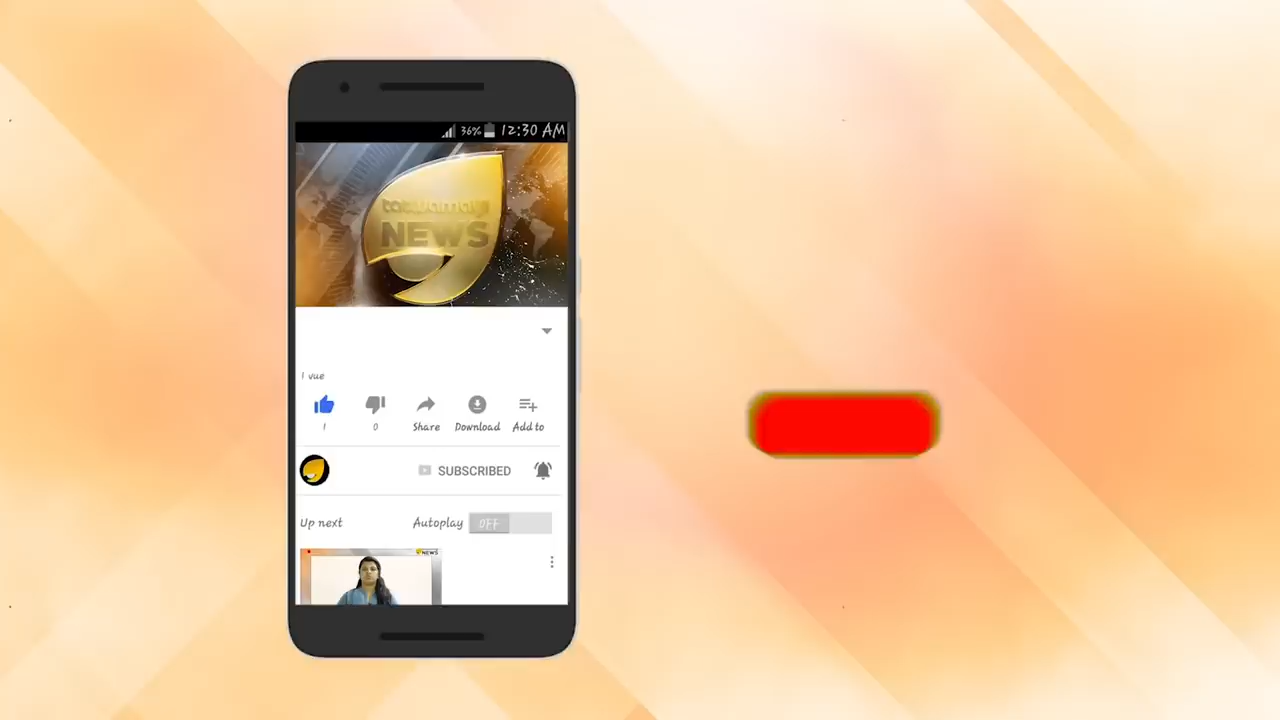 36% 12:30 AM
tatwamayi
NEWS
1 vue
1 0 Share Download Add to
SUBSCRIBED
Up next Autoplay OFF
NEWS